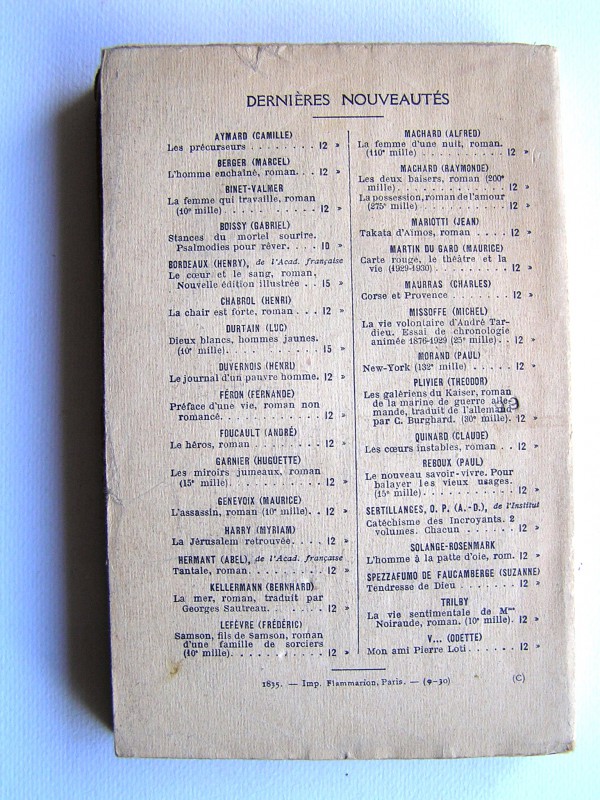 DERNIÈRES NOUVEAUTÉS
AYMARD (CAMILLE)
Les précurseurs . . . . . . . . 12 »
BERGER (MARCEL)
L'homme enchaîné, roman. . . 12 »
BINET-VALMER
La femme qui travaille, roman
(10e mille). . . . . . . . . . . . 12 »
BOISSY (GABRIEL)
Stances du mortel sourire.
Psalmodies pour rêver. . . . 10 »
BORDEAUX (HENRY), de l'Acad. française
Le cœur et le sang, roman,
Nouvelle édition illustrée . . 15 »
CHABROL (HENRI)
La chair est forte, roman . . . 12 »
DURTAIN (LUC)
Dieux blancs, hommes jaunes.
(10e mille). . . . . . . . . . . . 15 »
DUVERNOIS (HENRI)
Le journal d'un pauvre homme. 12 »
FÉRON (FERNANDE)
Préface d'une vie, roman non
romancé. . . . . . . . . . . . . 12 »
FOUCAULT (ANDRÉ)
Le héros, roman . . . . . . . . 12 »
GARNIER (HUGUETTE)
Les miroirs jumeaux, roman
(15e mille). . . . . . . . . . . . 12 »
GENEVOIX (MAURICE)
L'assassin, roman (10e mille). . 12 »
HARRY (MYRIAM)
La Jérusalem retrouvée. . . . . 12 »
HERMANT (ABEL), de l'Acad. française
Tantale, roman. . . . . . . . . . 12 »
KELLERMANN (BERNHARD)
La mer, roman, traduit par
Georges Sautreau. . . . . . . . 12 »
LEFÈVRE (FRÉDÉRIC)
Samson, fils de Samson, roman
d'une famille de sorciers
(10e mille). . . . . . . . . . . . 12 »
MACHARD (ALFRED)
La femme d'une nuit, roman.
(110e mille) . . . . . . . . . . . 12 »
MACHARD (RAYMONDE)
Les deux baisers, roman (200e
mille). . . . . . . . . . . . . . . 12 »
La possession, roman de l'amour
(275e mille) . . . . . . . . . . . 12 »
MARIOTTI (JEAN)
Takata d'Aïmos, roman . . . . 12 »
MARTIN DU GARD (MAURICE)
Carte rouge, le théâtre et la
vie (1929-1930). . . . . . . . . . 12 »
MAURRAS (CHARLES)
Corse et Provence . . . . . . . 12 »
MISSOFFE (MICHEL)
La vie volontaire d'André Tar-
dieu. Essai de chronologie
animée 1876-1929 (25e mille). . 12 »
MORAND (PAUL)
New-York (132e mille) . . . . . 12 »
PLIVIER (THEODOR)
Les galériens du Kaiser, roman
de la marine de guerre alle-
mande, traduit de l'allemand
par C. Burghard. (30e mille). 12 »
QUINARD (CLAUDE)
Les cœurs instables, roman . . 12 »
REBOUX (PAUL)
Le nouveau savoir-vivre. Pour
balayer les vieux usages.
(15e mille) . . . . . . . . . . . . 12 »
SERTILLANGES, O. P. (A.-D.), de l'Institut
Catéchisme des Incroyants. 2
volumes. Chacun . . . . . . . 12 »
SOLANGE-ROSENMARK
L'homme à la patte d'oie, rom. 12 »
SPEZZAFUMO DE FAUCAMBERGE (SUZANNE)
Tendresse de Dieu . . . . . . . 12 »
TRILBY
La vie sentimentale de Mme
Noirande, roman. (10e mille). 12 »
V... (ODETTE)
Mon ami Pierre Loti . . . . . . 12 »
1835. — Imp. Flammarion, Paris. — (9-30) (C)